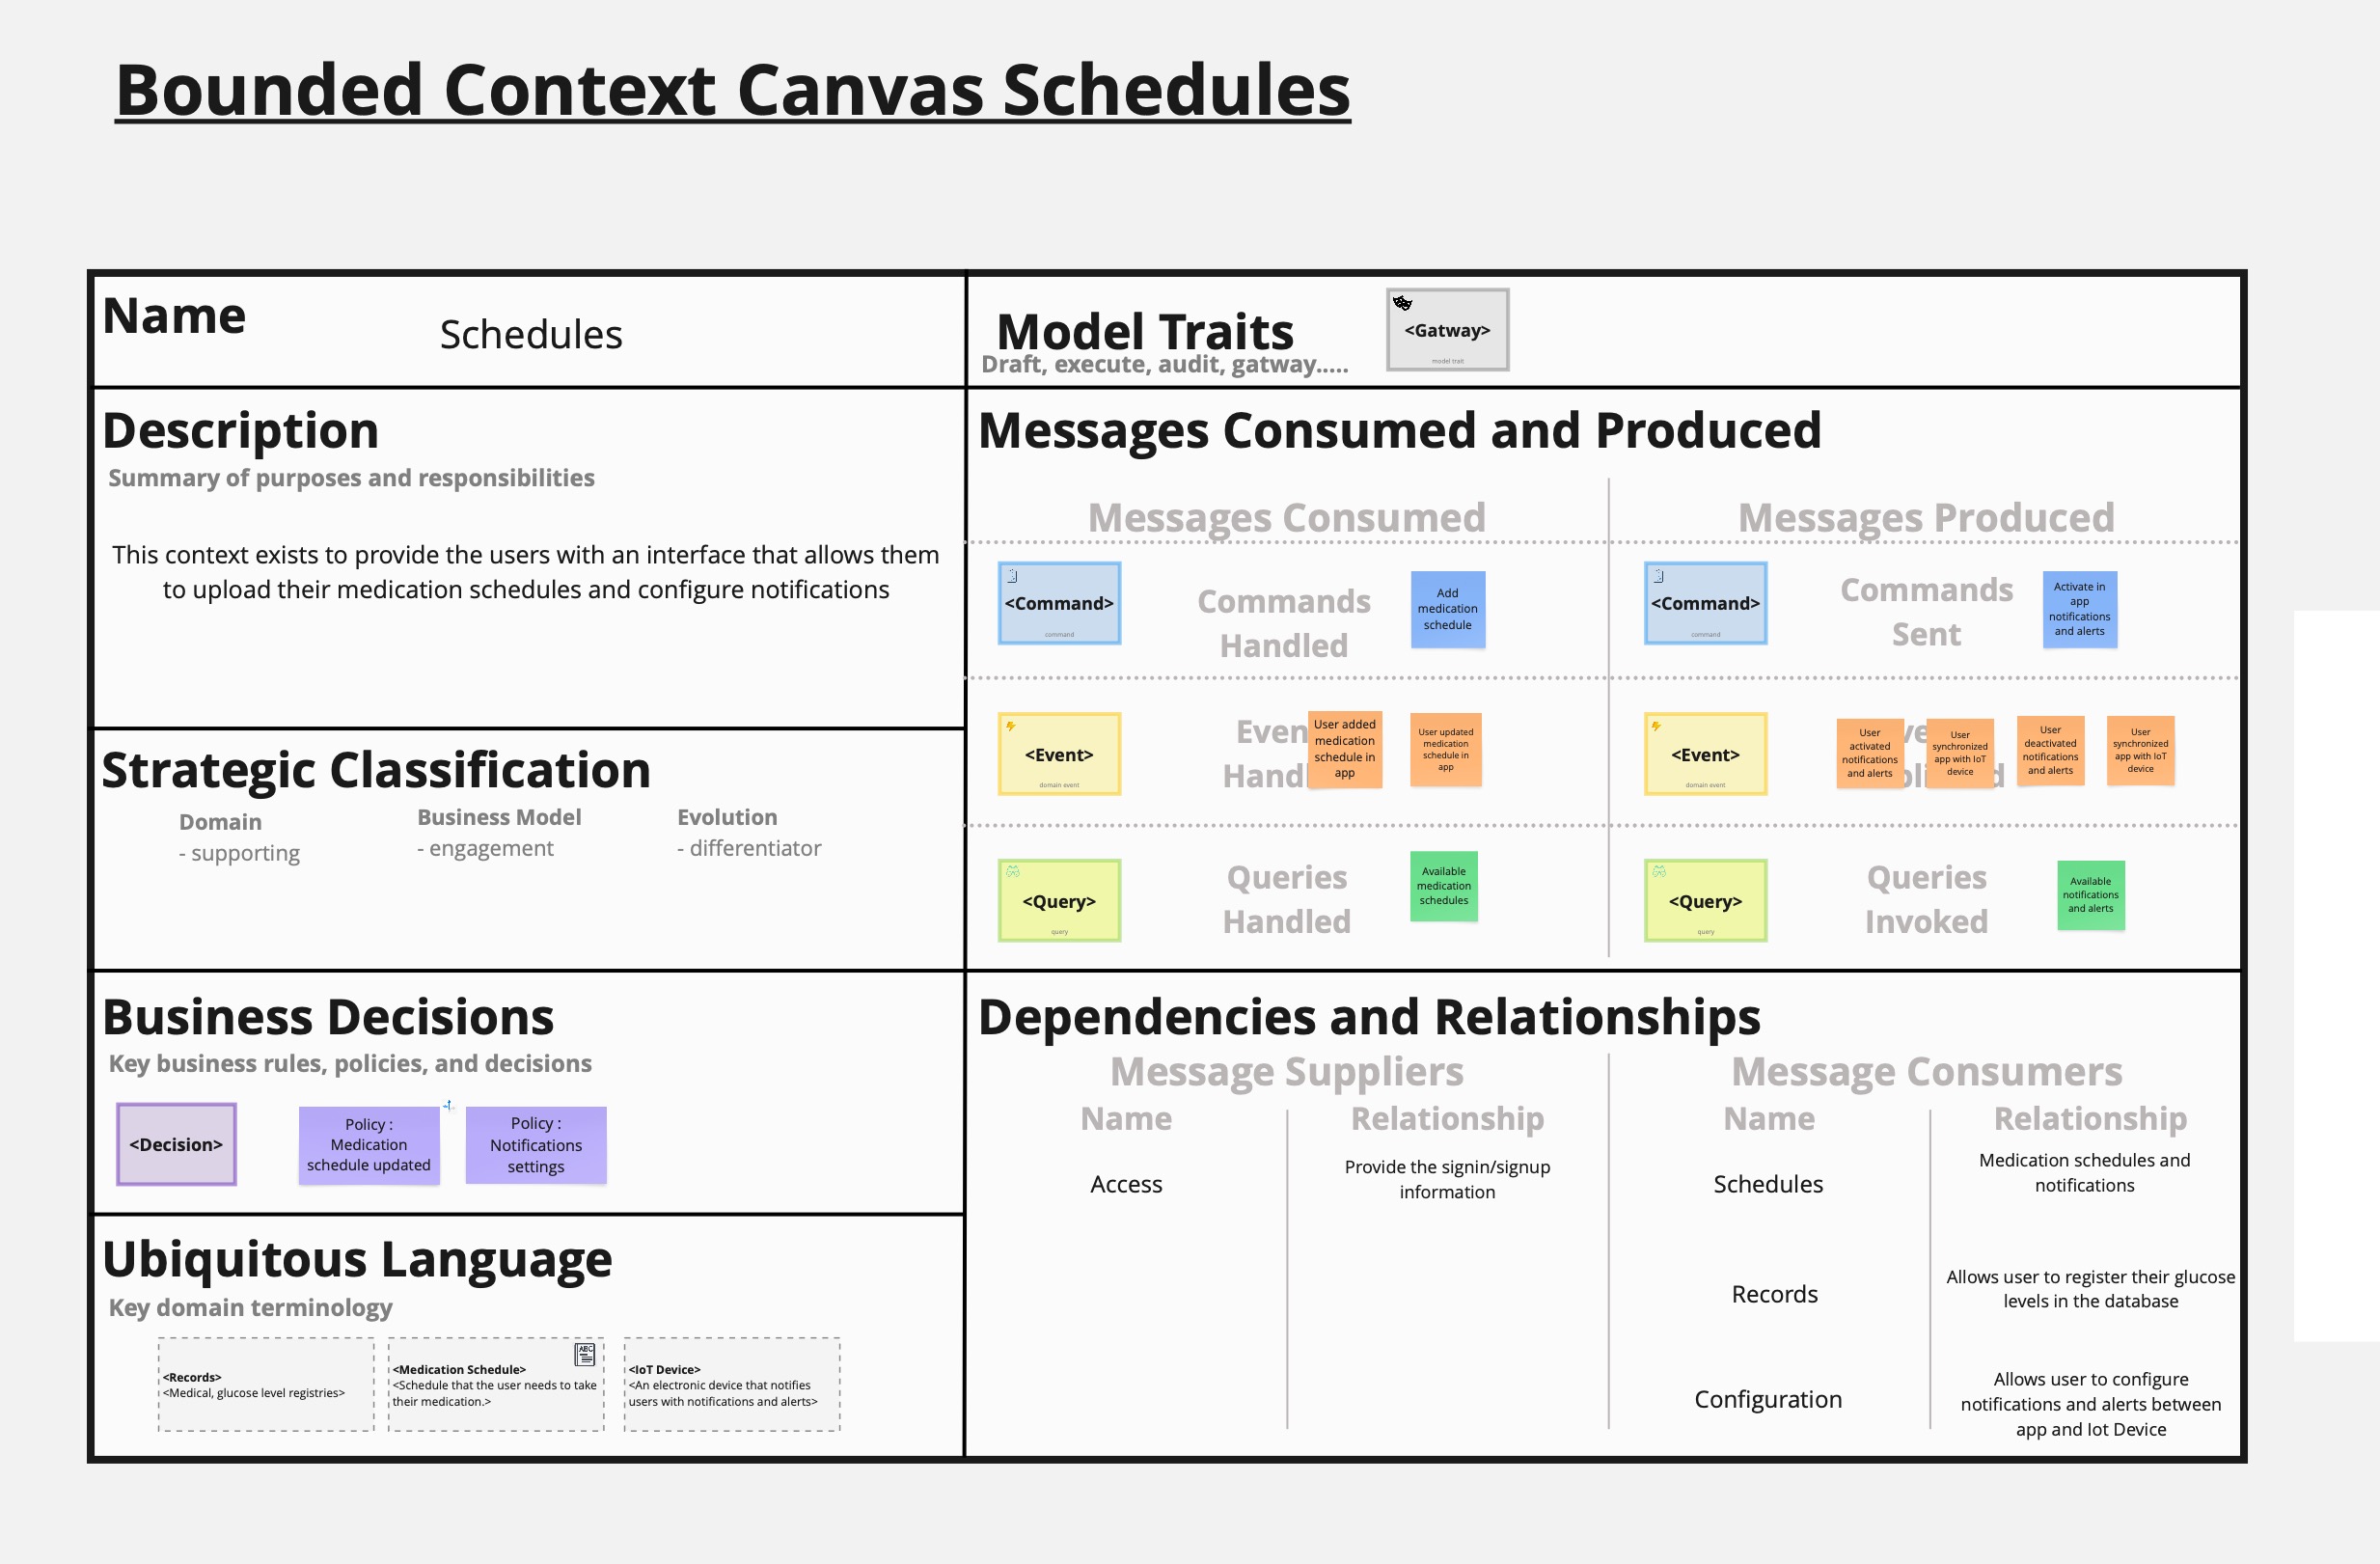 Bounded Context Canvas Schedules
Name
Schedules
Model Traits
Draft, execute, audit, gatway.....
<Gatway>
model trait
Description
Summary of purposes and responsibilities
This context exists to provide the users with an interface that allows them
to upload their medication schedules and configure notifications
Strategic Classification
Domain
- supporting
Business Model
- engagement
Evolution
- differentiator
Business Decisions
Key business rules, policies, and decisions
<Decision>
Policy :
Medication
schedule updated
Policy :
Notifications
settings
Ubiquitous Language
Key domain terminology
<Records>
<Medical, glucose level registries>
ABC
<Medication Schedule>
<Schedule that the user needs to take
their medication.>
<IoT Device>
<An electronic device that notifies
users with notifications and alerts>
Messages Consumed and Produced
Messages Consumed
<Command>
command
Commands
Handled
Add
medication
schedule
<Event>
domain event
User added
medication
schedule in
app
User updated
medication
schedule in
app
<Query>
query
Queries
Handled
Available
medication
schedules
Messages Produced
<Command>
command
Commands
Sent
Activate in
app
notifications
and alerts
<Event>
domain event
User
activated
notifications
and alerts
User
synchronized
app with IoT
device
User
deactivated
notifications
and alerts
User
synchronized
app with IoT
device
<Query>
query
Queries
Invoked
Available
notifications
and alerts
Dependencies and Relationships
Message Suppliers
Name
Relationship
Access
Provide the signin/signup
information
Message Consumers
Name
Relationship
Schedules
Medication schedules and
notifications
Records
Allows user to register their glucose
levels in the database
Configuration
Allows user to configure
notifications and alerts between
app and Iot Device